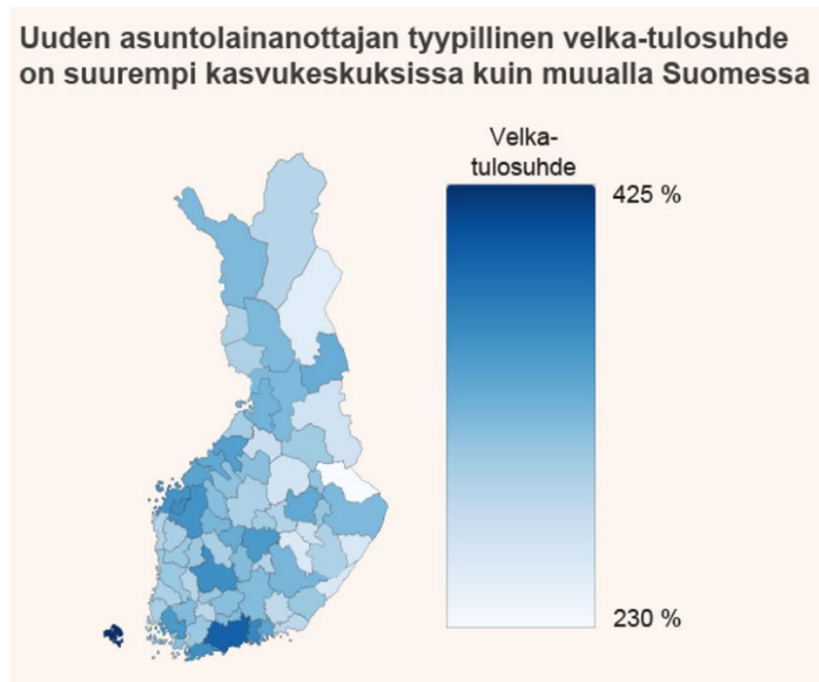 Uuden asuntolainanottajan tyypillinen velka-tulosuhde
on suurempi kasvukeskuksissa kuin muualla Suomessa
Velka-
tulosuhde
425 %
230 %